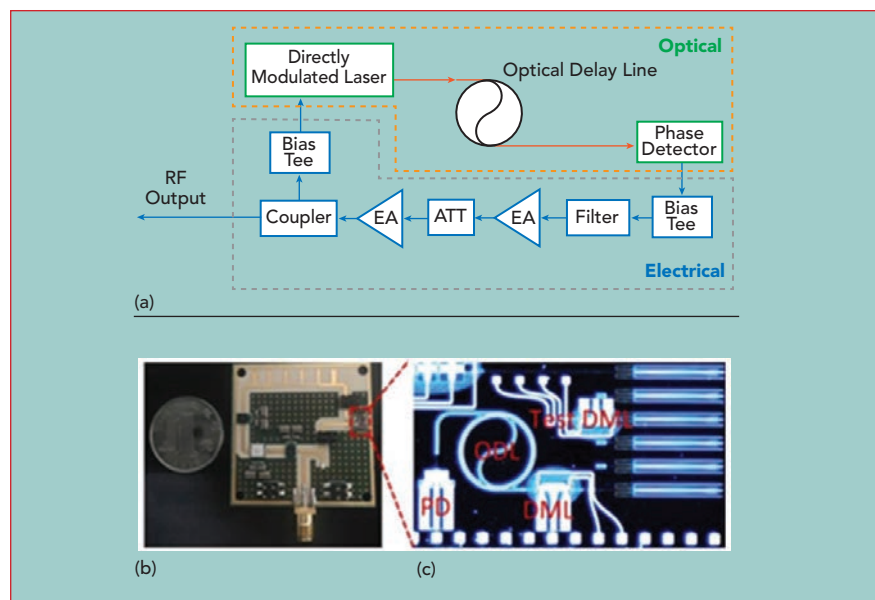 Optical
Directly
Modulated Laser
Optical Delay Line
Phase
Detector
Bias
Tee
RF
Output
Coupler
EA
ATT
EA
Filter
Bias
Tee
Electrical
(a)
Test DML
ODL
PD
DML
(b)
(c)